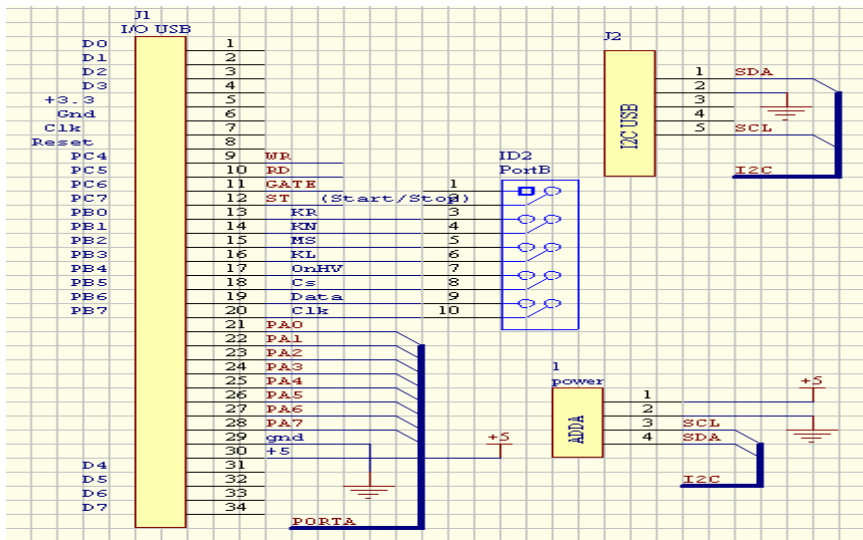 J1
I/O USB
D0 1
D1 2
D2 3
D3 4
+3.3 5
Gnd 6
Clk 7
Reset 8
PC4 9 WR
PC5 10 RD
PC6 11 GATE
PC7 12 ST (Start/Stop)
PB0 13 KR
PB1 14 KN
PB2 15 MS
PB3 16 KL
PB4 17 OnHV
PB5 18 Cs
PB6 19 Data
PB7 20 Clk
21 PA0
22 PA1
23 PA2
24 PA3
25 PA4
26 PA5
27 PA6
28 PA7
29 gnd
30 +5
D4 31
D5 32
D6 33
D7 34
PORTA
+5
ID2
PortB
1
3
4
5
6
7
8
9
10
J2
I2C USB
1 SDA
2
3
4
5 SCL
I2C
1
power
ADDA
1
2
3 SCL
4 SDA
+5
I2C